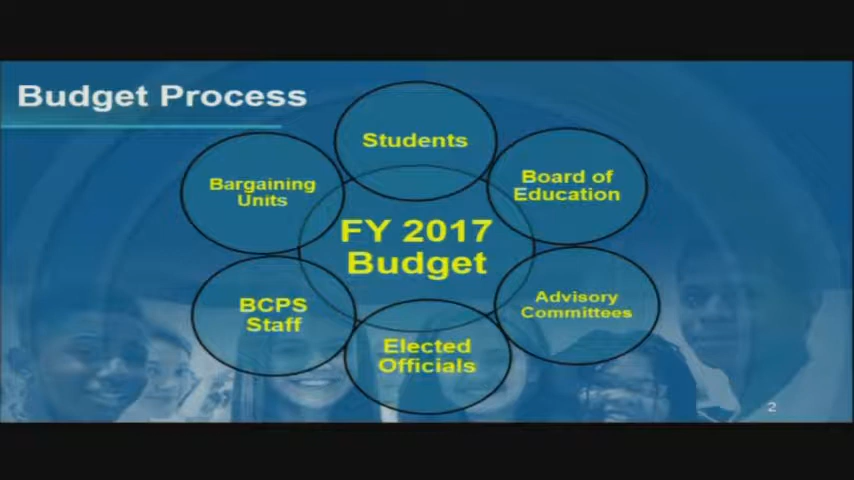 Budget Process
Students
Bargaining
Units
Board of
Education
FY 2017
Budget
BCPS
Staff
Advisory
Committees
Elected
Officials
2